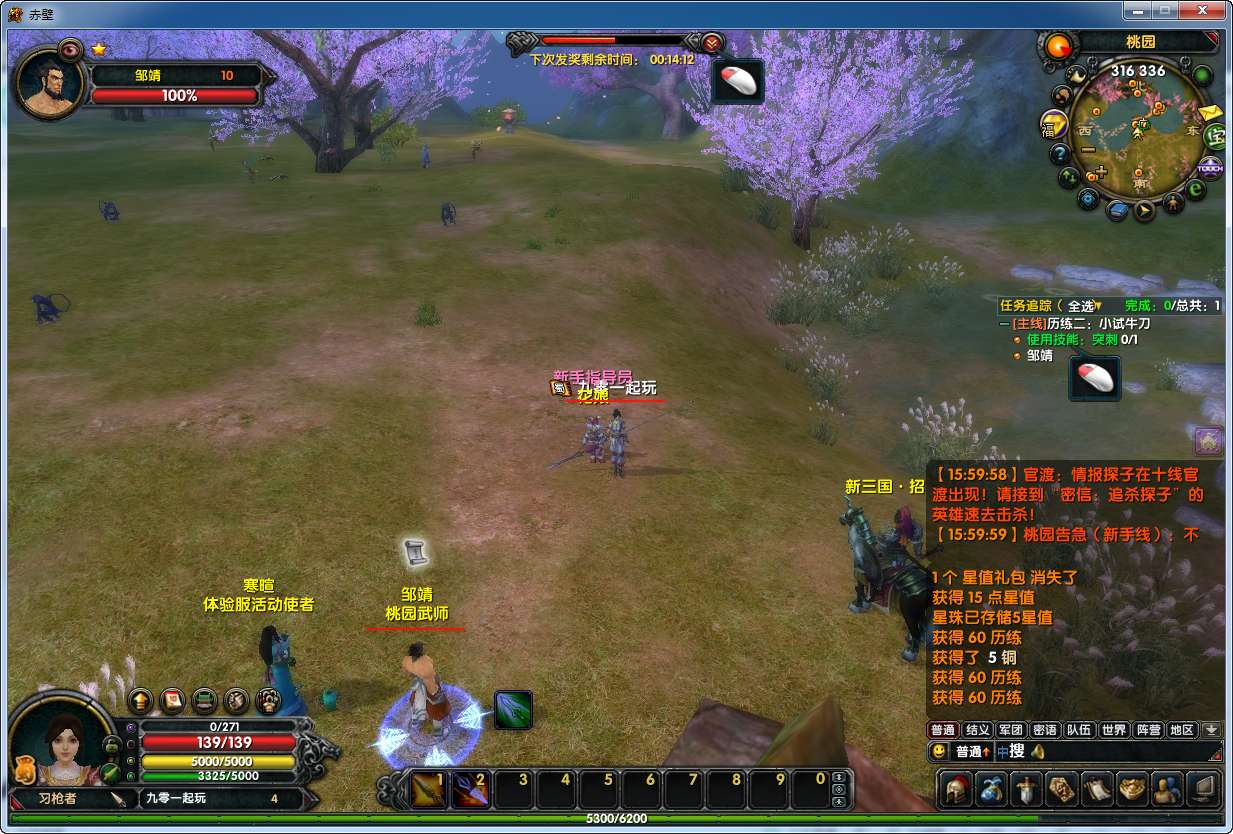 赤壁
邹靖 10
100%
下次发奖剩余时间： 00:14:12
桃园
316 336
北
福
西
东
宝
TOUCH
南
任务追踪（ 全选▾ 完成：0/总共：1
[主线]历练二：小试牛刀
使用技能：突刺 0/1
邹靖
新手指导员
九零一起玩
新三国·招
【15:59:58】官渡：情报探子在十线官
渡出现！请接到“密信：追杀探子”的
英雄速去击杀！
【15:59:59】桃园告急（新手线）：不
1 个 星值礼包 消失了
获得 15 点星值
星珠已存储5星值
获得 60 历练
获得了 5 铜
获得 60 历练
获得 60 历练
寒暄
体验服活动使者
邹靖
桃园武师
0/271
139/139
5000/5000
3325/5000
习枪者
九零一起玩 4
1 2 3 4 5 6 7 8 9 0
5300/6200
普通 结义 军团 密语 队伍 世界 阵营 地区
普通 中搜